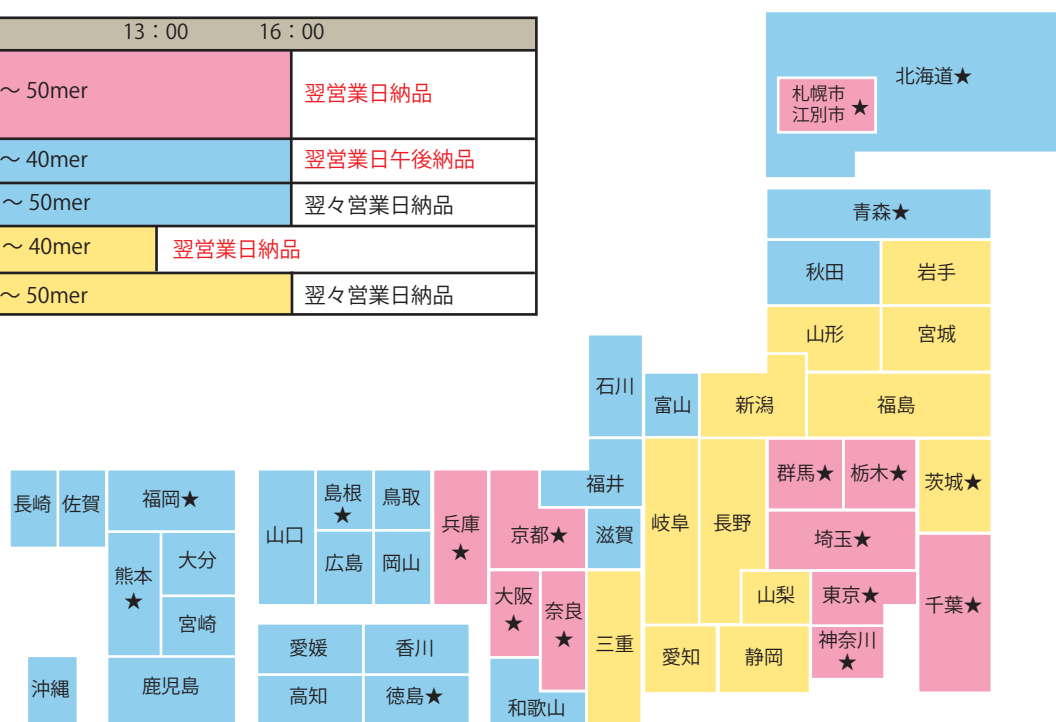 13：00 16：00
～ 50mer 翌営業日納品
～ 40mer 翌営業日午後納品
～ 50mer 翌々営業日納品
～ 40mer 翌営業日納品
～ 50mer 翌々営業日納品
北海道★
札幌市
江別市★
青森★
秋田 岩手
山形 宮城
石川 富山 新潟 福島
福井 群馬★ 栃木★ 茨城★
長崎 佐賀 福岡★ 山口 島根
★
鳥取 兵庫
★
京都★ 滋賀 岐阜 長野 埼玉★
熊本
★
大分 広島 岡山
大阪
★
奈良
★
山梨 東京★ 千葉★
宮崎 愛媛 香川 三重 愛知 静岡 神奈川
★
沖縄 鹿児島 高知 徳島★ 和歌山